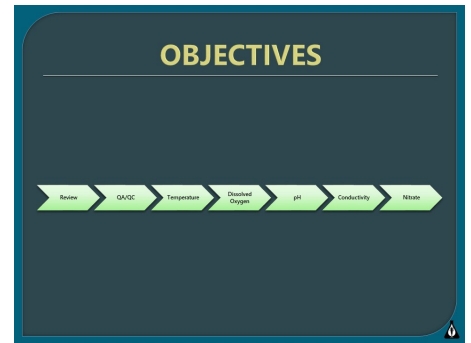 OBJECTIVES
Review
QA/QC
Temperature
Dissolved
Oxygen
pH
Conductivity
Nitrate